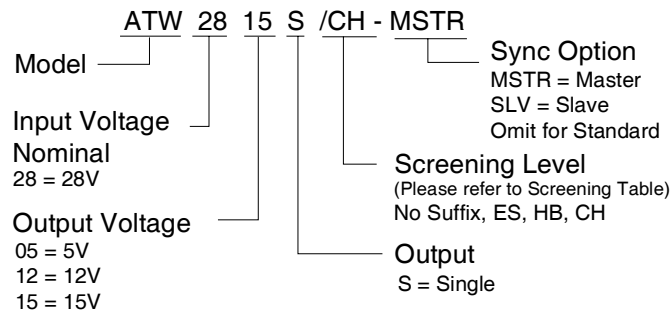 ATW 28 15 S /CH - MSTR
Model
Input Voltage
Nominal
28 = 28V
Output Voltage
05 = 5V
12 = 12V
15 = 15V
Sync Option
MSTR = Master
SLV = Slave
Omit for Standard
Screening Level
(Please refer to Screening Table)
No Suffix, ES, HB, CH
Output
S = Single